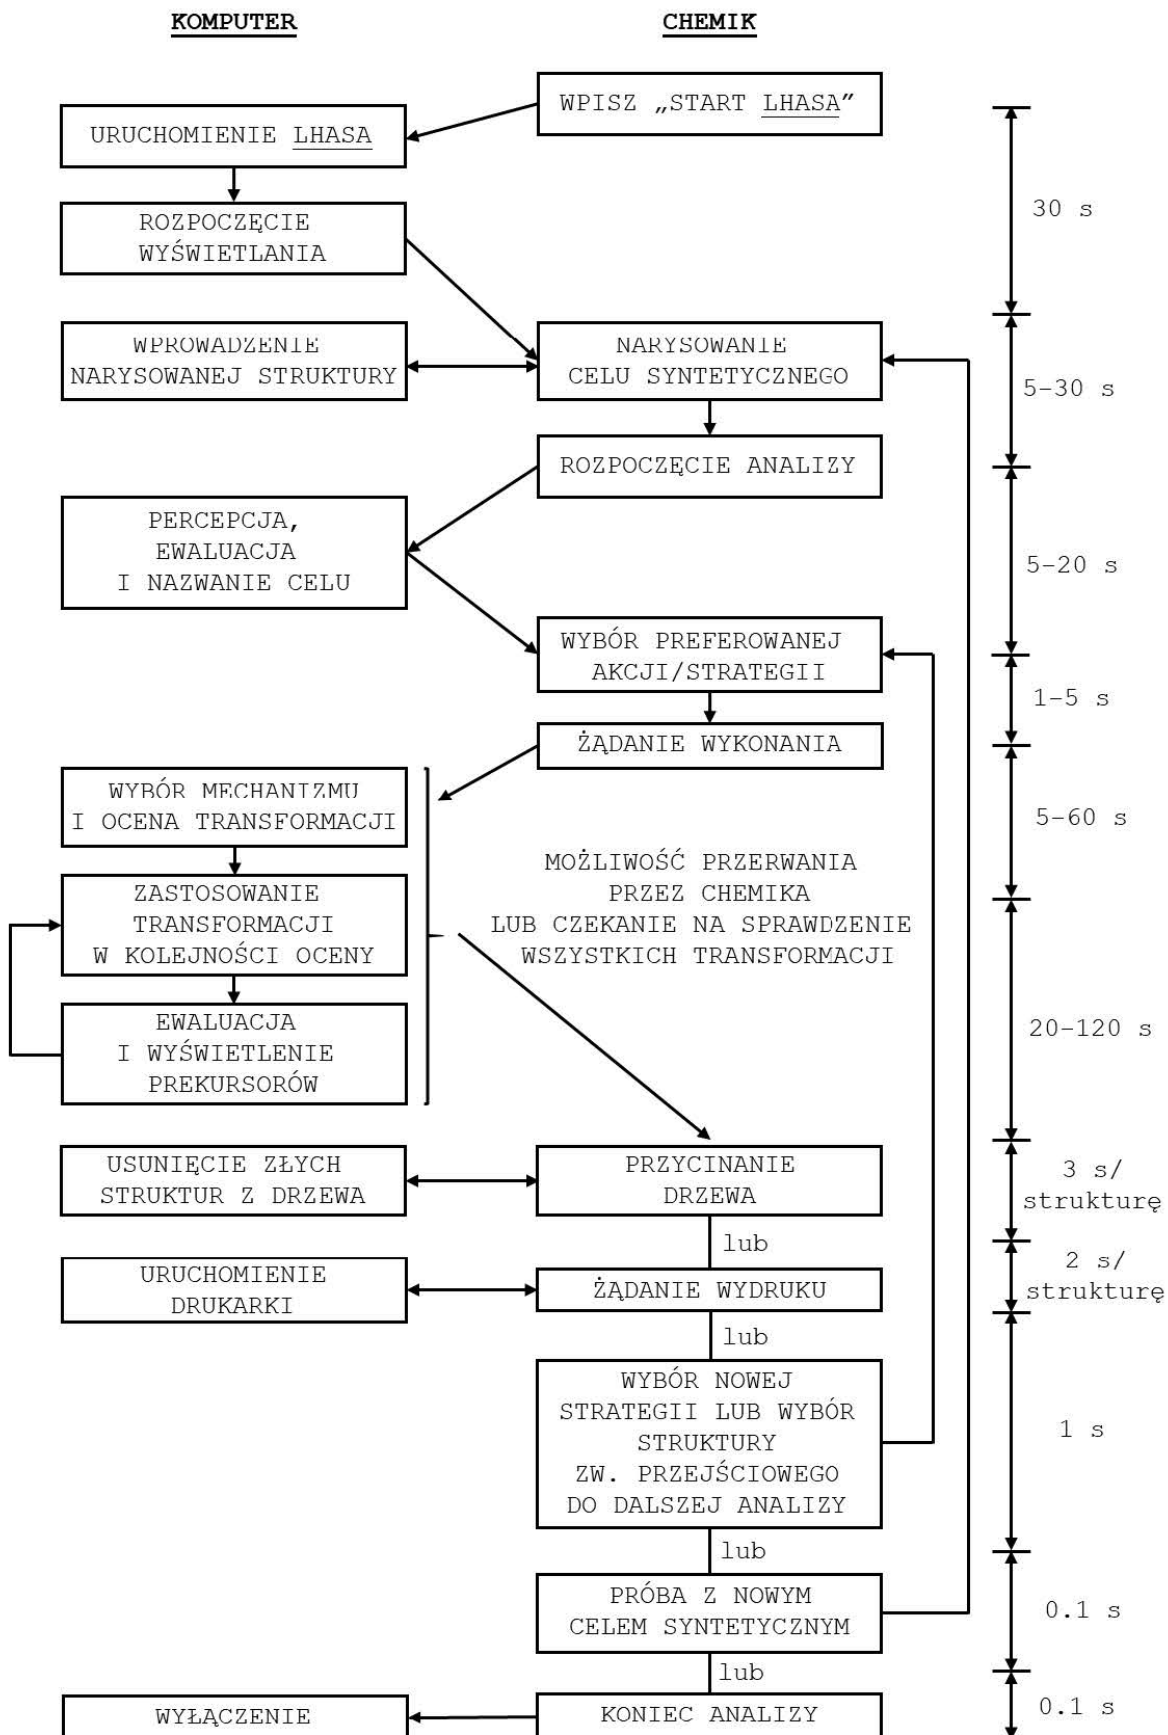 KOMPUTER
CHEMIK
WPISZ „START LHASA”
URUCHOMIENIE LHASA
30 s
ROZPOCZĘCIE
WYŚWIETLANIA
WPROWADZENIE
NARYSOWANEJ STRUKTURY
NARYSOWANIE
CELU SYNTETYCZNEGO
5–30 s
ROZPOCZĘCIE ANALIZY
PERCEPCJA,
EWALUACJA
I NAZWANIE CELU
5–20 s
WYBÓR PREFEROWANEJ
AKCJI/STRATEGII
1–5 s
ŻĄDANIE WYKONANIA
WYBÓR MECHANIZMU
I OCENA TRANSFORMACJI
5–60 s
MOŻLIWOŚĆ PRZERWANIA
PRZEZ CHEMIKA
LUB CZEKANIE NA SPRAWDZENIE
WSZYSTKICH TRANSFORMACJI
ZASTOSOWANIE
TRANSFORMACJI
W KOLEJNOŚCI OCENY
EWALUACJA
I WYŚWIETLENIE
PREKURSORÓW
20–120 s
USUNIĘCIE ZŁYCH
STRUKTUR Z DRZEWA
PRZYCINANIE
DRZEWA
3 s/
strukturę
lub
URUCHOMIENIE
DRUKARKI
ŻĄDANIE WYDRUKU
2 s/
strukturę
lub
WYBÓR NOWEJ
STRATEGII LUB WYBÓR
STRUKTURY
ZW. PRZEJŚCIOWEGO
DO DALSZEJ ANALIZY
1 s
lub
PRÓBA Z NOWYM
CELEM SYNTETYCZNYM
0.1 s
lub
WYŁĄCZENIE
KONIEC ANALIZY
0.1 s